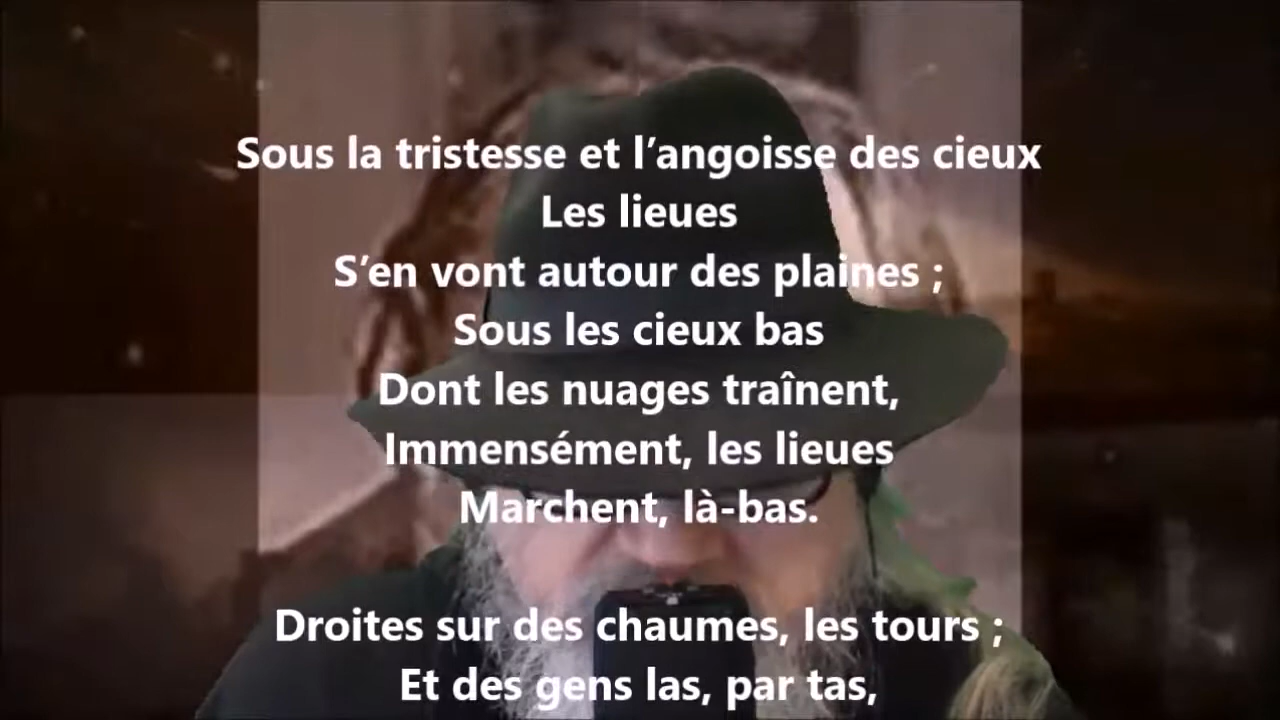 Sous la tristesse et l’angoisse des cieux
Les lieues
S’en vont autour des plaines ;
Sous les cieux bas
Dont les nuages traînent,
Immensément, les lieues
Marchent, là-bas.
Droites sur des chaumes, les tours ;
Et des gens las, par tas,